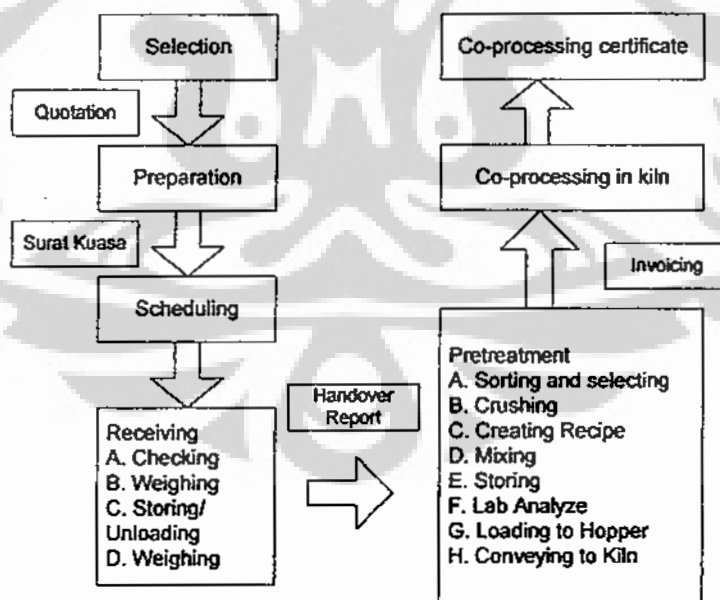 Selection
Quotation
Preparation
Surat Kuasa
Scheduling
Receiving
A. Checking
B. Weighing
C. Storing/
Unloading
D. Weighing
Handover
Report
Pretreatment
A. Sorting and selecting
B. Crushing
C. Creating Recipe
D. Mixing
E. Storing
F. Lab Analyze
G. Loading to Hopper
H. Conveying to Kiln
Invoicing
Co-processing in kiln
Co-processing certificate